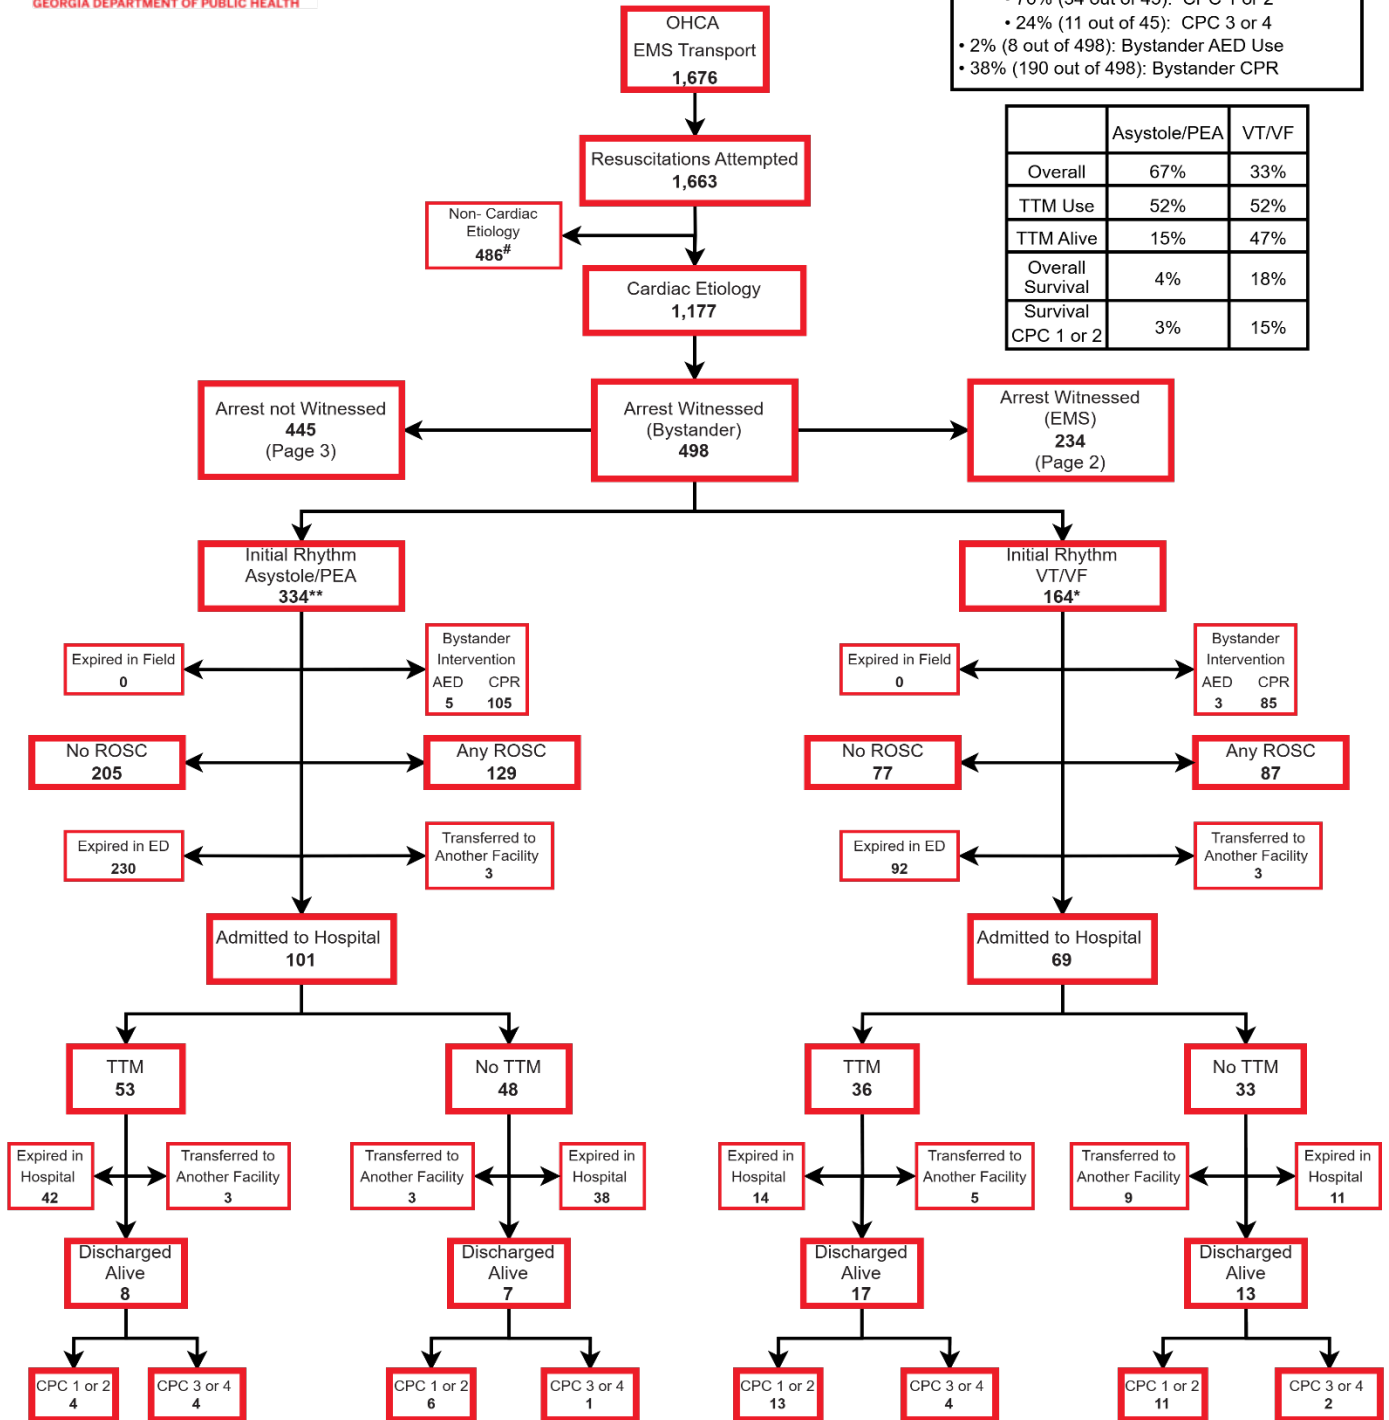 GEORGIA DEPARTMENT OF PUBLIC HEALTH
• 76% (34 out of 45): CPC 1 or 2
• 24% (11 out of 45): CPC 3 or 4
• 2% (8 out of 498): Bystander AED Use
• 38% (190 out of 498): Bystander CPR
OHCA
EMS Transport
1,676
Asystole/PEA VT/VF
Overall 67% 33%
TTM Use 52% 52%
TTM Alive 15% 47%
Overall
Survival 4% 18%
Survival
CPC 1 or 2 3% 15%
Resuscitations Attempted
1,663
Non- Cardiac
Etiology
486#
Cardiac Etiology
1,177
Arrest not Witnessed
445
(Page 3)
Arrest Witnessed
(Bystander)
498
Arrest Witnessed
(EMS)
234
(Page 2)
Initial Rhythm
Asystole/PEA
334**
Expired in Field
0
Bystander
Intervention
AED CPR
5 105
No ROSC
205
Any ROSC
129
Expired in ED
230
Transferred to
Another Facility
3
Admitted to Hospital
101
TTM
53
No TTM
48
Expired in
Hospital
42
Transferred to
Another Facility
3
Transferred to
Another Facility
3
Expired in
Hospital
38
Discharged
Alive
8
Discharged
Alive
7
CPC 1 or 2
4
CPC 3 or 4
4
CPC 1 or 2
6
CPC 3 or 4
1
Initial Rhythm
VT/VF
164*
Expired in Field
0
Bystander
Intervention
AED CPR
3 85
No ROSC
77
Any ROSC
87
Expired in ED
92
Transferred to
Another Facility
3
Admitted to Hospital
69
TTM
36
No TTM
33
Expired in
Hospital
14
Transferred to
Another Facility
5
Transferred to
Another Facility
9
Expired in
Hospital
11
Discharged
Alive
17
Discharged
Alive
13
CPC 1 or 2
13
CPC 3 or 4
4
CPC 1 or 2
11
CPC 3 or 4
2